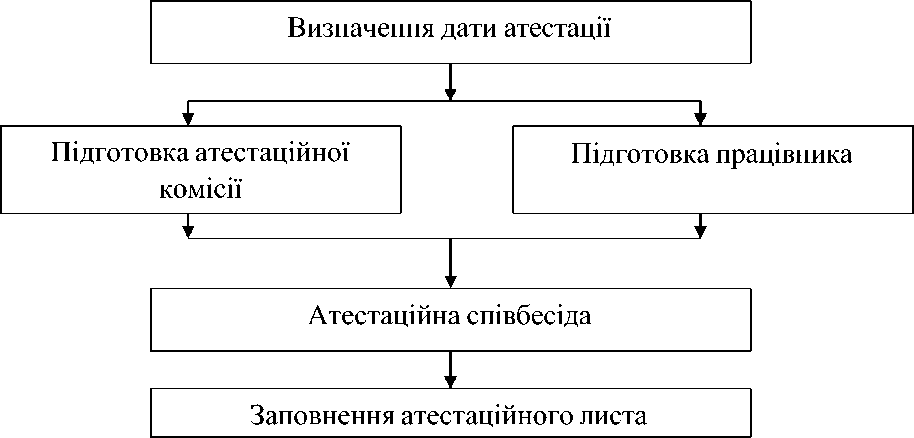 Визначення дати атестації
Підготовка атестаційної
комісії
Підготовка працівника
Атестаційна співбесіда
Заповнення атестаційного листа